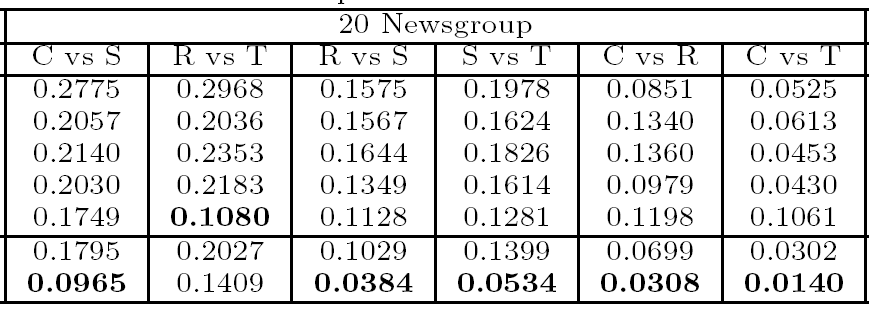 20 Newsgroup
C vs S R vs T R vs S S vs T C vs R C vs T
0.2775 0.2968 0.1575 0.1978 0.0851 0.0525
0.2057 0.2036 0.1567 0.1624 0.1340 0.0613
0.2140 0.2353 0.1644 0.1826 0.1360 0.0453
0.2030 0.2183 0.1349 0.1614 0.0979 0.0430
0.1749 0.1080 0.1128 0.1281 0.1198 0.1061
0.1795 0.2027 0.1029 0.1399 0.0699 0.0302
0.0965 0.1409 0.0384 0.0534 0.0308 0.0140